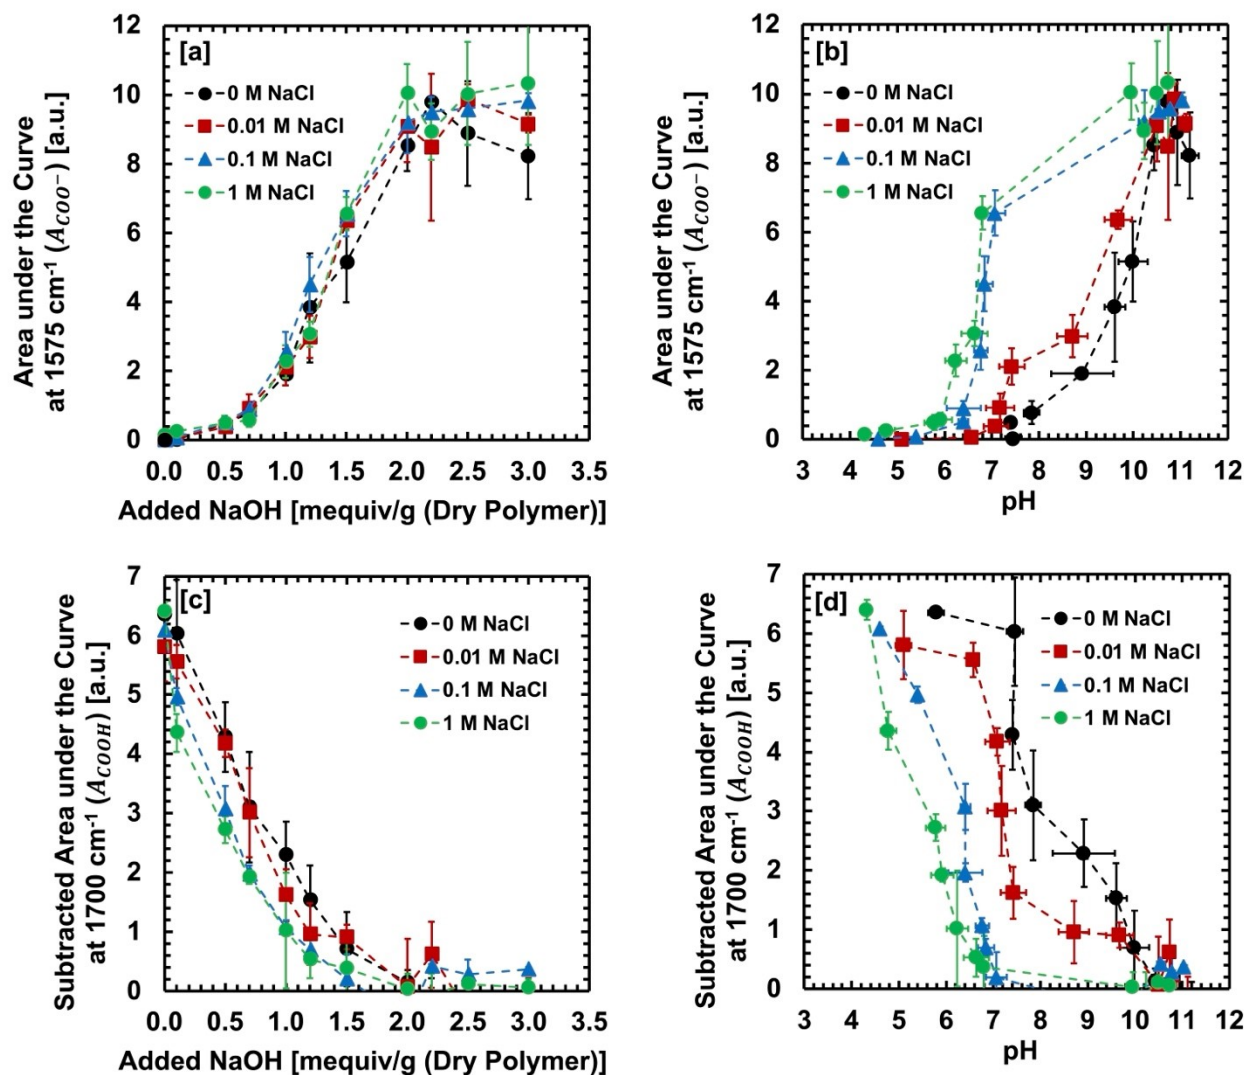 [a]
0 M NaCl
0.01 M NaCl
0.1 M NaCl
1 M NaCl
Area under the Curve
at 1575 cm⁻¹ (A_COO⁻) [a.u.]
12
10
8
6
4
2
0
0.0 0.5 1.0 1.5 2.0 2.5 3.0 3.5
Added NaOH [mequiv/g (Dry Polymer)]
[b]
0 M NaCl
0.01 M NaCl
0.1 M NaCl
1 M NaCl
Area under the Curve
at 1575 cm⁻¹ (A_COO⁻) [a.u.]
12
10
8
6
4
2
0
3 4 5 6 7 8 9 10 11 12
pH
[c]
0 M NaCl
0.01 M NaCl
0.1 M NaCl
1 M NaCl
Subtracted Area under the Curve
at 1700 cm⁻¹ (A_COOH) [a.u.]
7
6
5
4
3
2
1
0
0.0 0.5 1.0 1.5 2.0 2.5 3.0 3.5
Added NaOH [mequiv/g (Dry Polymer)]
[d]
0 M NaCl
0.01 M NaCl
0.1 M NaCl
1 M NaCl
Subtracted Area under the Curve
at 1700 cm⁻¹ (A_COOH) [a.u.]
7
6
5
4
3
2
1
0
3 4 5 6 7 8 9 10 11 12
pH